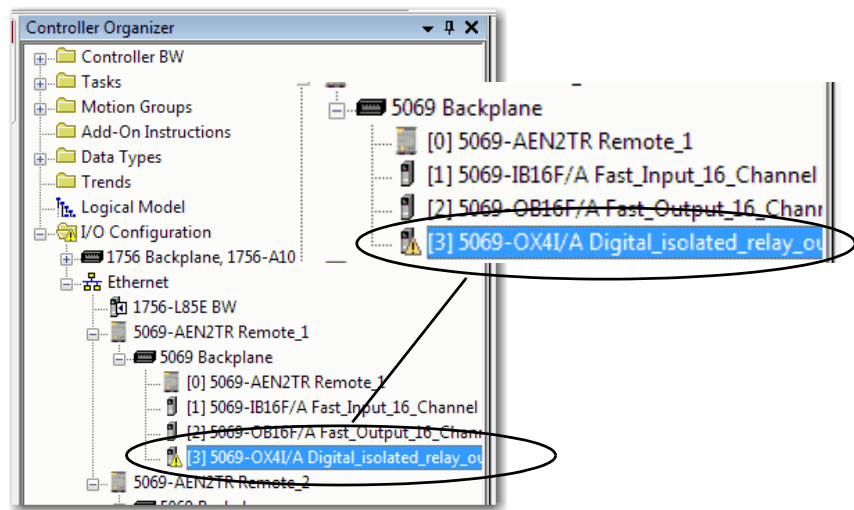 Controller Organizer
Controller BW
Tasks
Motion Groups
Add-On Instructions
Data Types
Trends
Logical Model
I/O Configuration
1756 Backplane, 1756-A10
Ethernet
1756-L85E BW
5069-AEN2TR Remote_1
5069 Backplane
[0] 5069-AEN2TR Remote_1
[1] 5069-IB16F/A Fast_Input_16_Channel
[2] 5069-OB16F/A Fast_Output_16_Chann
[3] 5069-OX4I/A Digital_isolated_relay_ou
5069-AEN2TR Remote_2
5069 Backplane
[0] 5069-AEN2TR Remote_1
[1] 5069-IB16F/A Fast_Input_16_Channel
[2] 5069-OB16F/A Fast_Output_16_Chann
[3] 5069-OX4I/A Digital_isolated_relay_ou